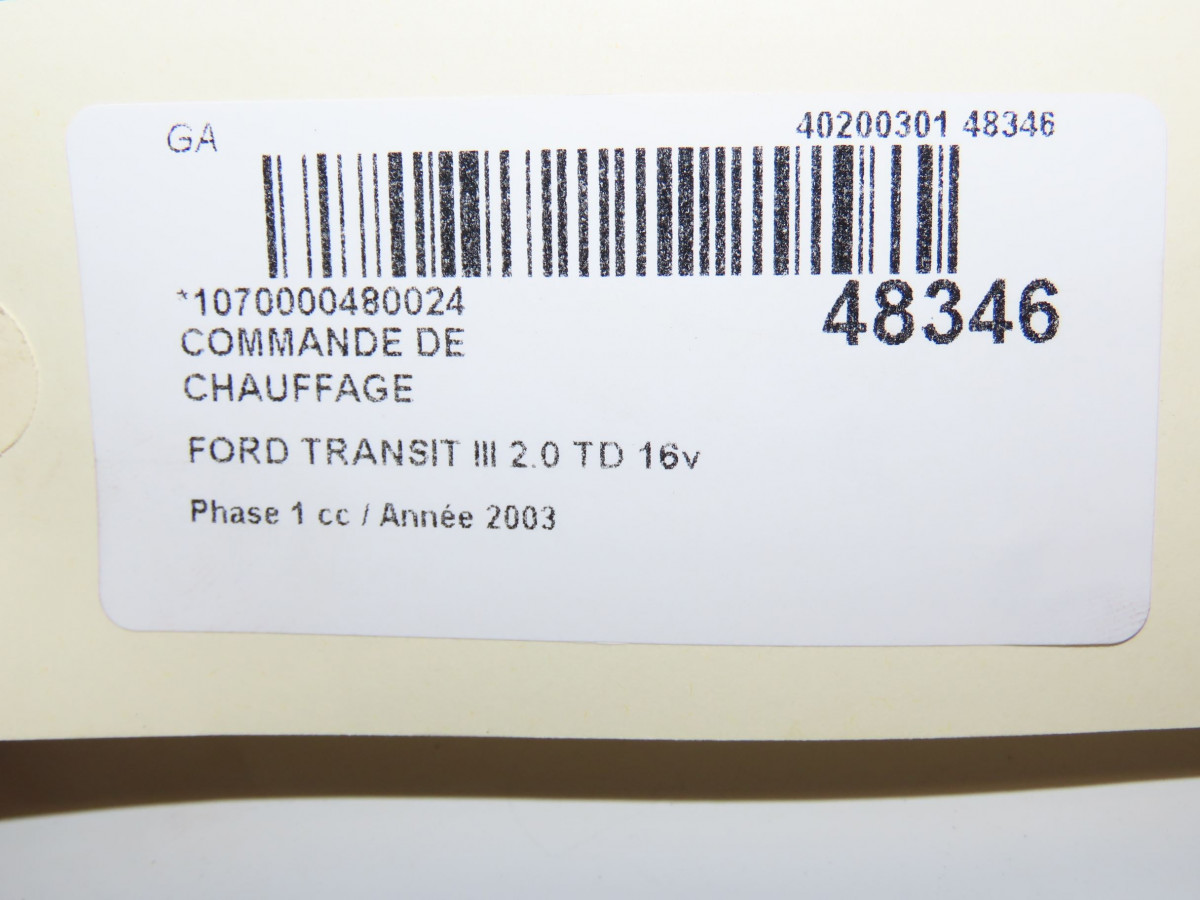 GA
40200301 48346
*1070000480024
48346
COMMANDE DE
CHAUFFAGE
FORD TRANSIT III 2.0 TD 16v
Phase 1 cc / Année 2003